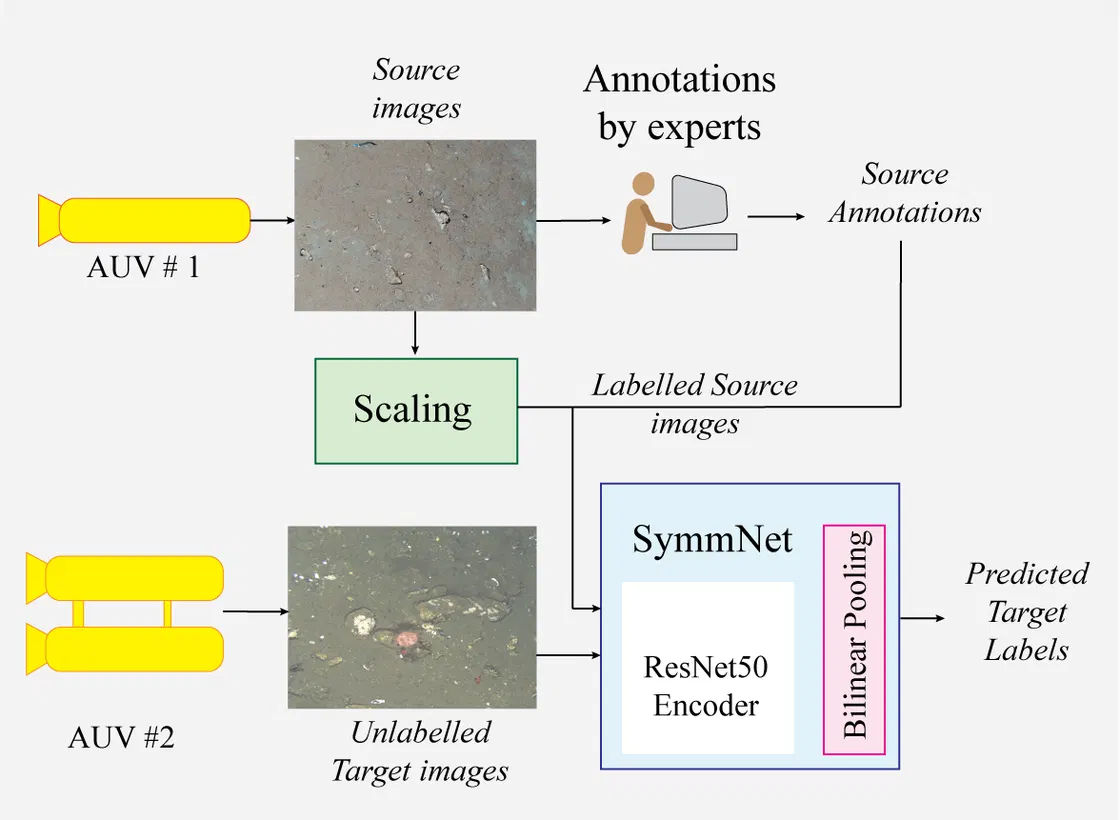 Source
images
Annotations
by experts
Source
Annotations
AUV # 1
Scaling
Labelled Source
images
SymmNet
ResNet50
Encoder
Bilinear Pooling
Predicted
Target
Labels
AUV #2
Unlabelled
Target images